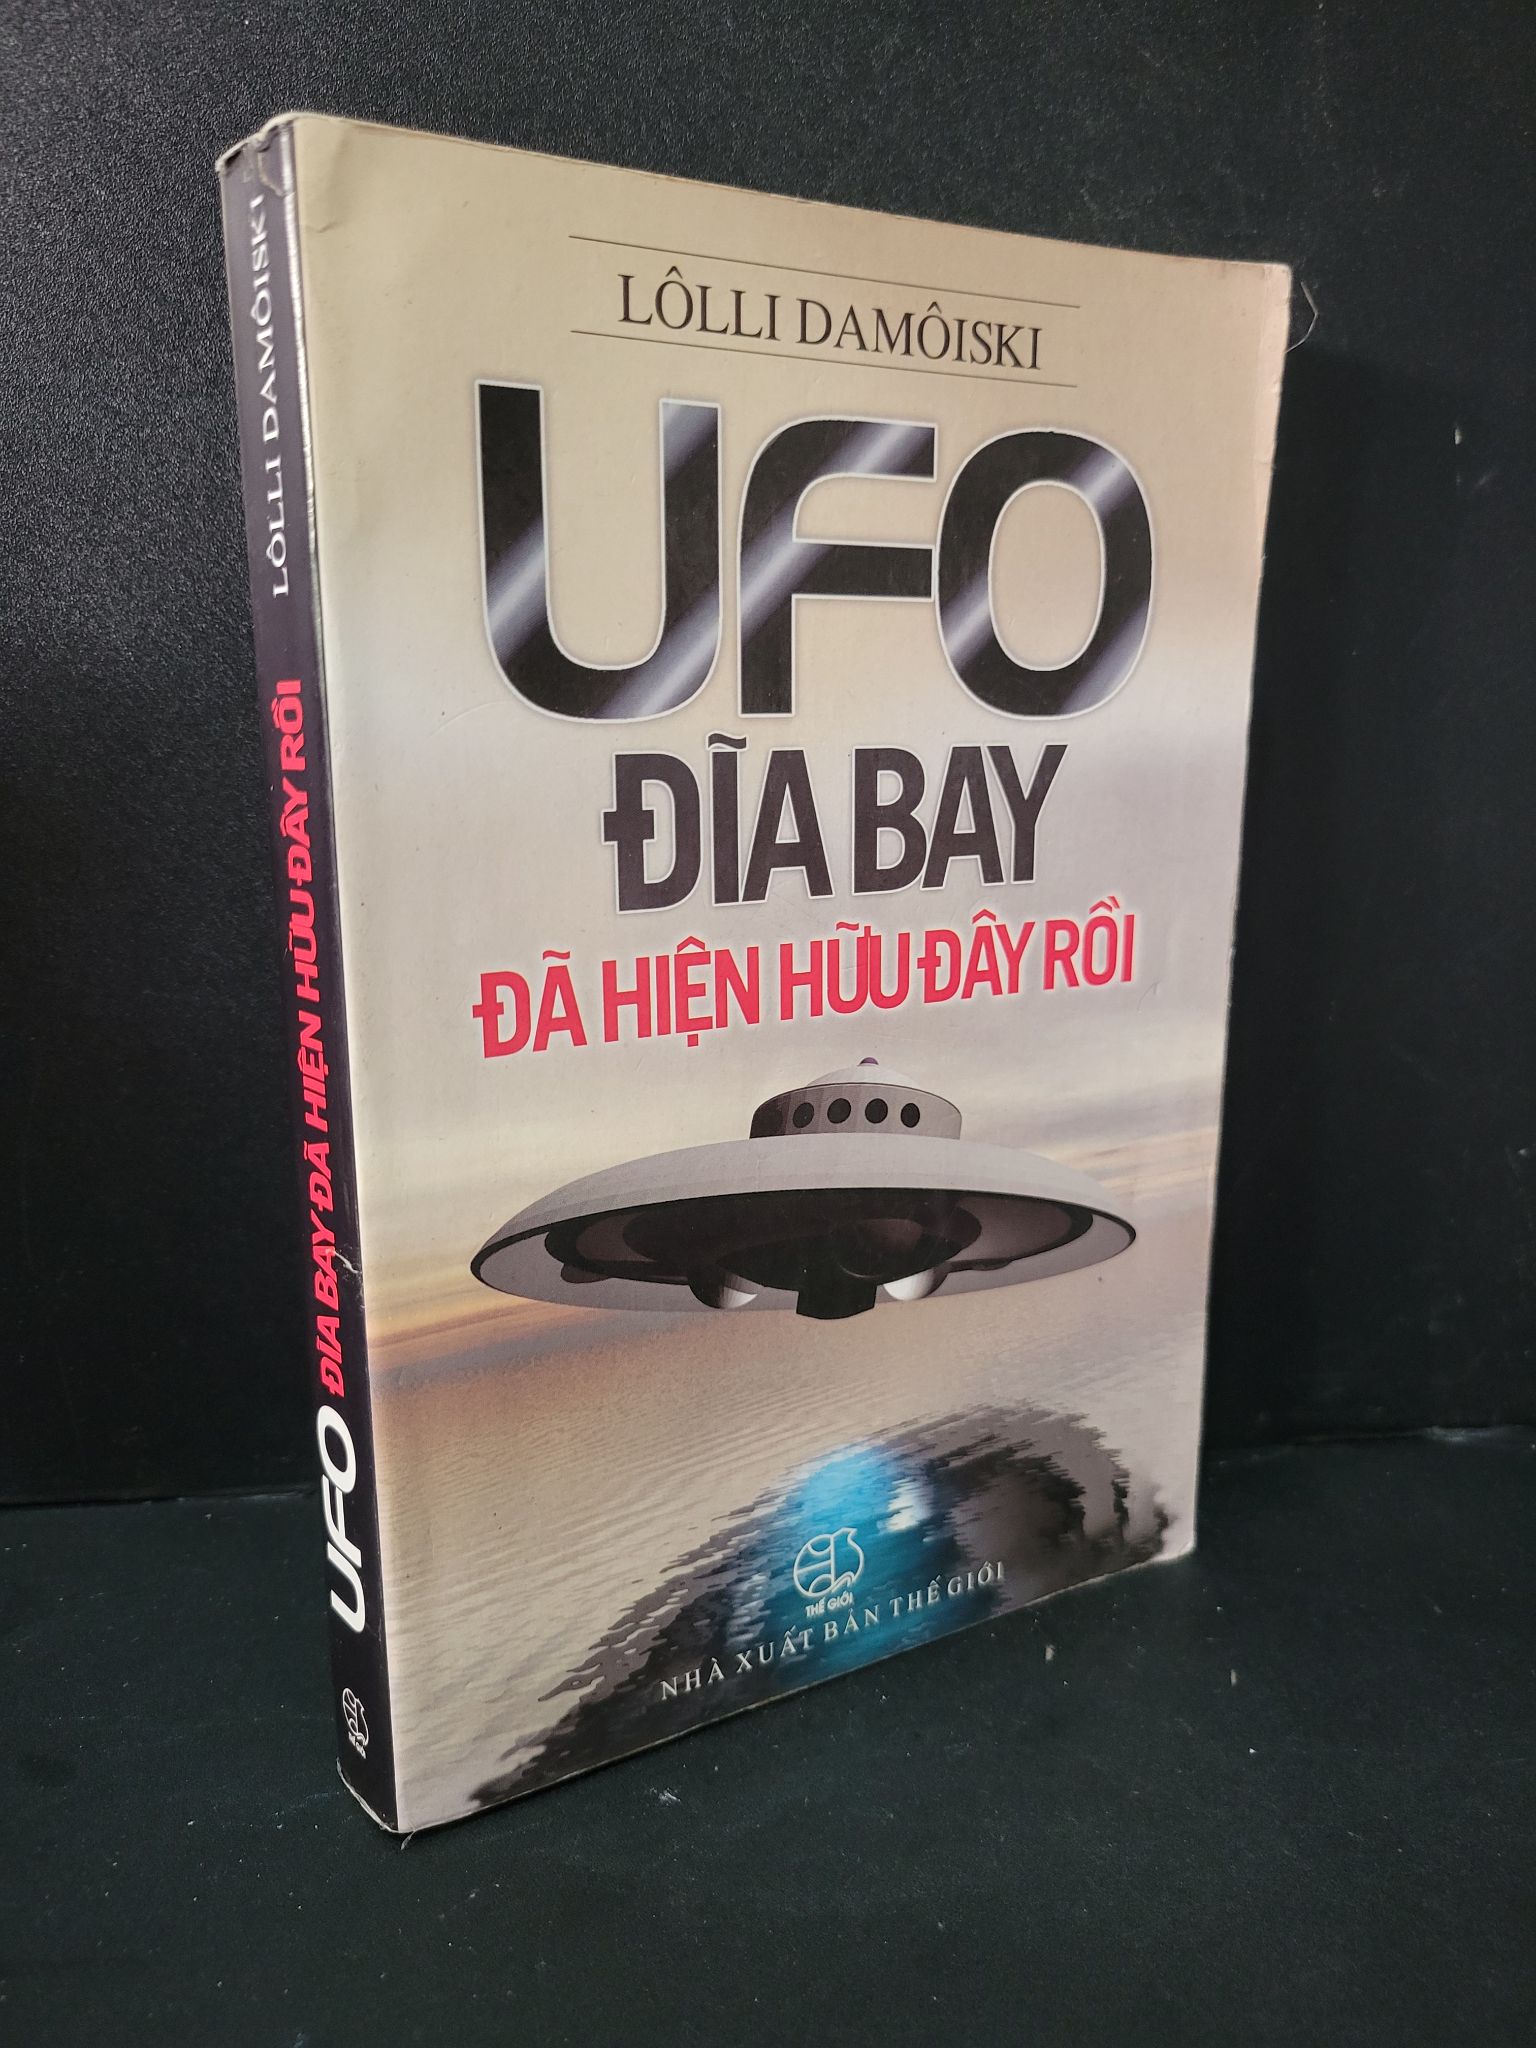 LÔLLI DAMÔISKI
UFO
ĐĨA BAY
ĐÃ HIỆN HỮU ĐÂY RỒI
THẾ GIỚI
NHÀ XUẤT BẢN THẾ GIỚI
LÔLLI DAMÔISKI
UFO ĐĨA BAY ĐÃ HIỆN HỮU ĐÂY RỒI